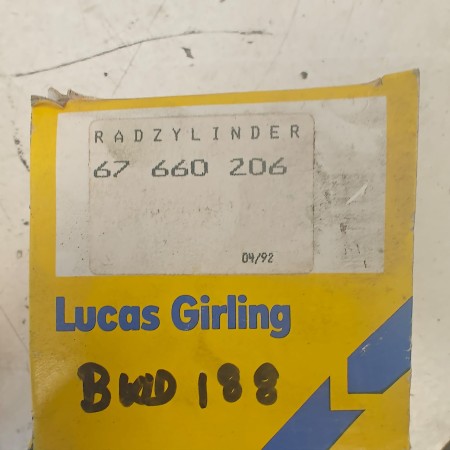 RADZYLINDER
67 660 206
04/92
Lucas Girling
BWD 188